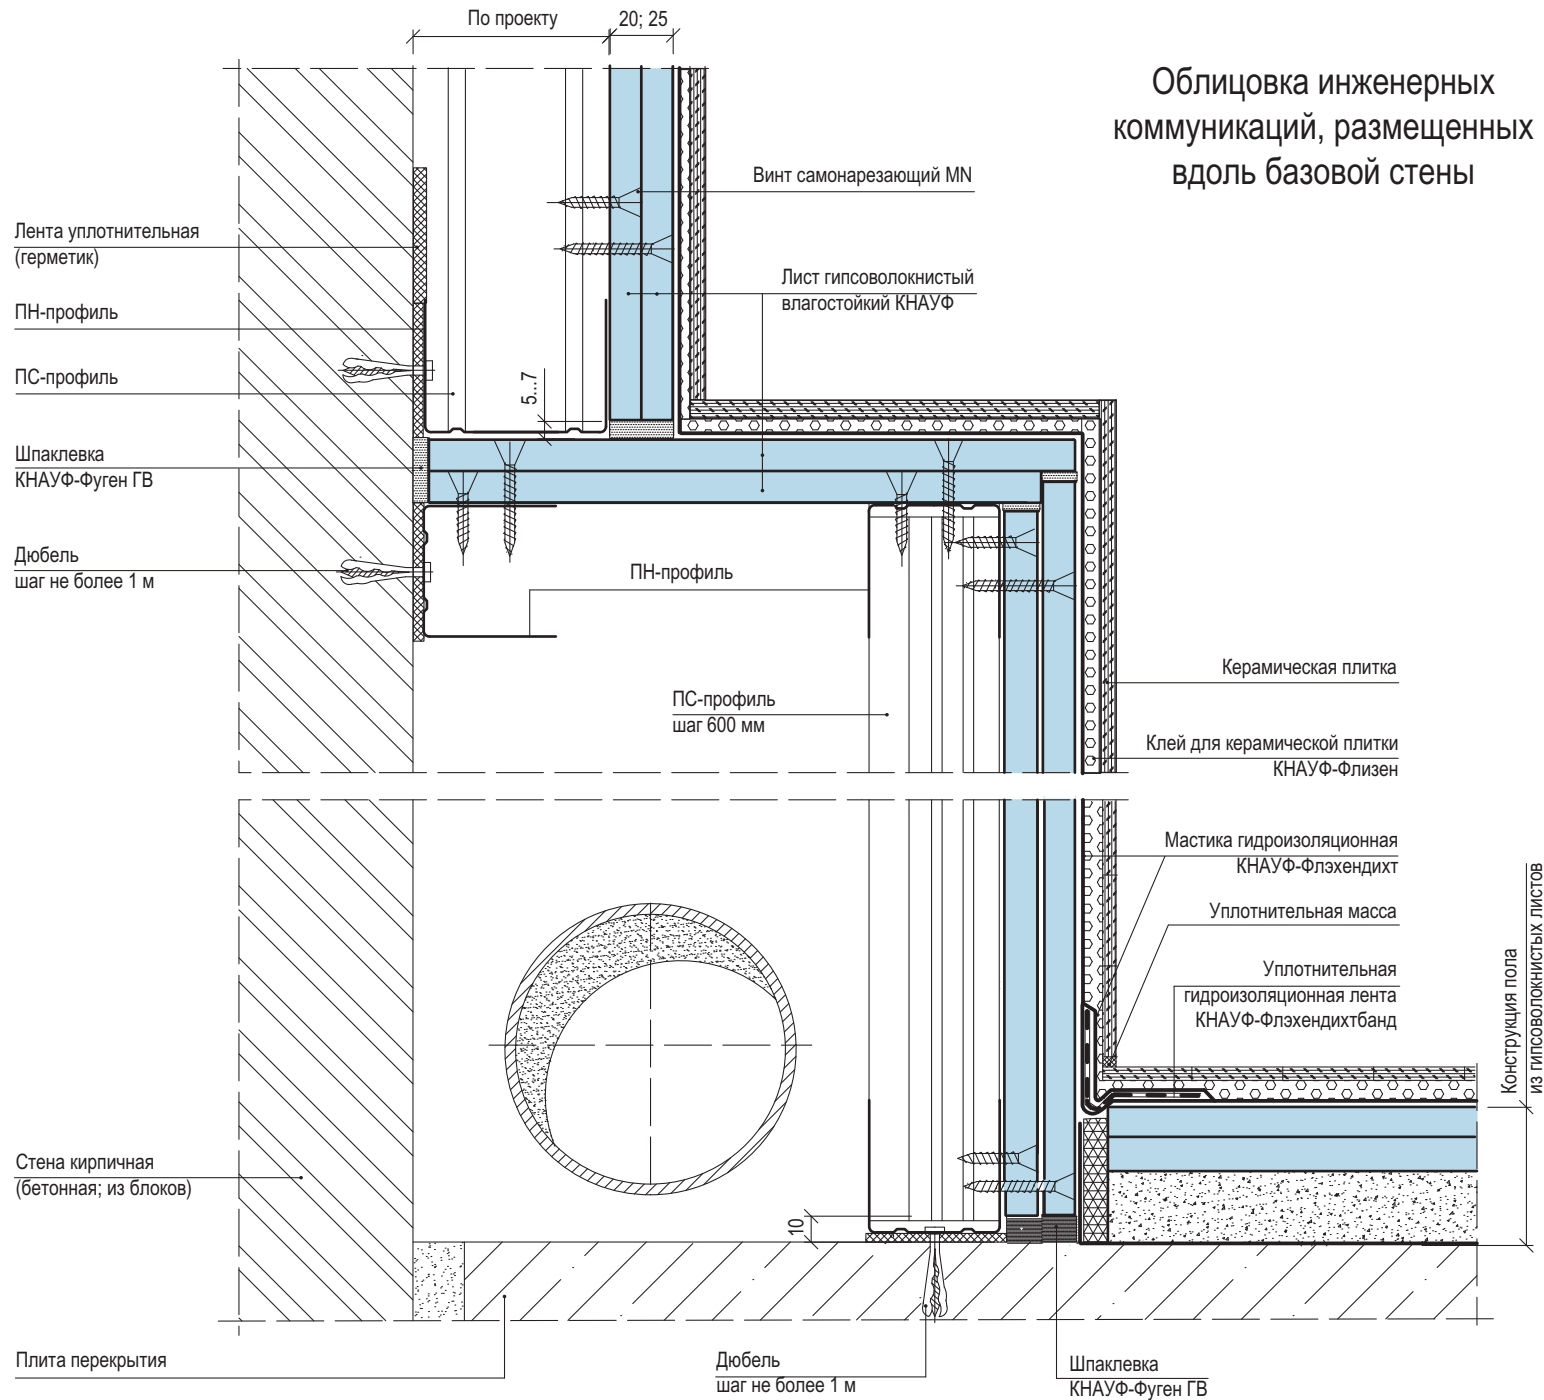 По проекту
20; 25
Облицовка инженерных
коммуникаций, размещенных
вдоль базовой стены
Винт самонарезающий MN
Лента уплотнительная
(герметик)
Лист гипсоволокнистый
влагостойкий КНАУФ
ПН-профиль
ПС-профиль
5...7
Шпаклевка
КНАУФ-Фуген ГВ
Дюбель
шаг не более 1 м
ПН-профиль
Керамическая плитка
ПС-профиль
шаг 600 мм
Клей для керамической плитки
КНАУФ-Флизен
Мастика гидроизоляционная
КНАУФ-Флэхендихт
Уплотнительная масса
Уплотнительная
гидроизоляционная лента
КНАУФ-Флэхендихтбанд
Конструкция пола
из гипсоволокнистых листов
Стена кирпичная
(бетонная; из блоков)
10
Плита перекрытия
Дюбель
шаг не более 1 м
Шпаклевка
КНАУФ-Фуген ГВ